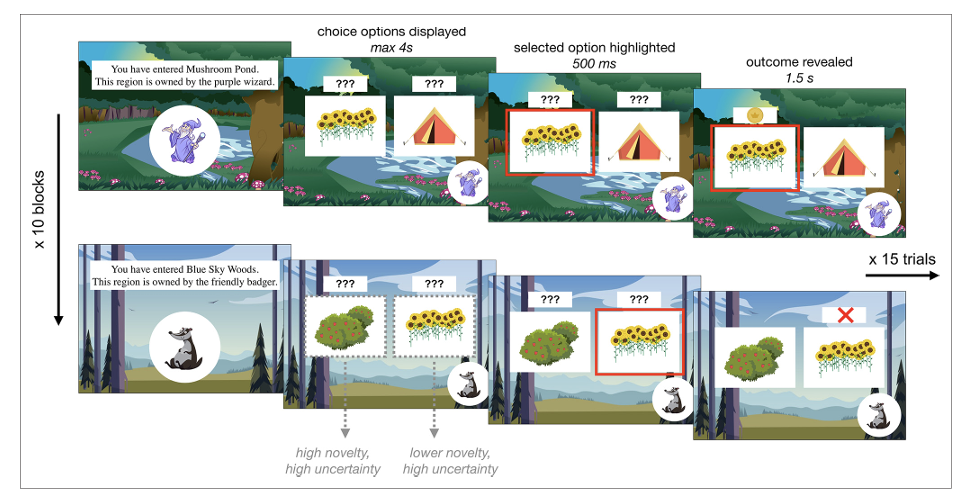 choice options displayed
max 4s
selected option highlighted
500 ms
outcome revealed
1.5 s
You have entered Mushroom Pond.
This region is owned by the purple wizard.
???
???
???
???
x 10 blocks
x 15 trials
You have entered Blue Sky Woods.
This region is owned by the friendly badger.
???
???
???
???
high novelty,
high uncertainty
lower novelty,
high uncertainty